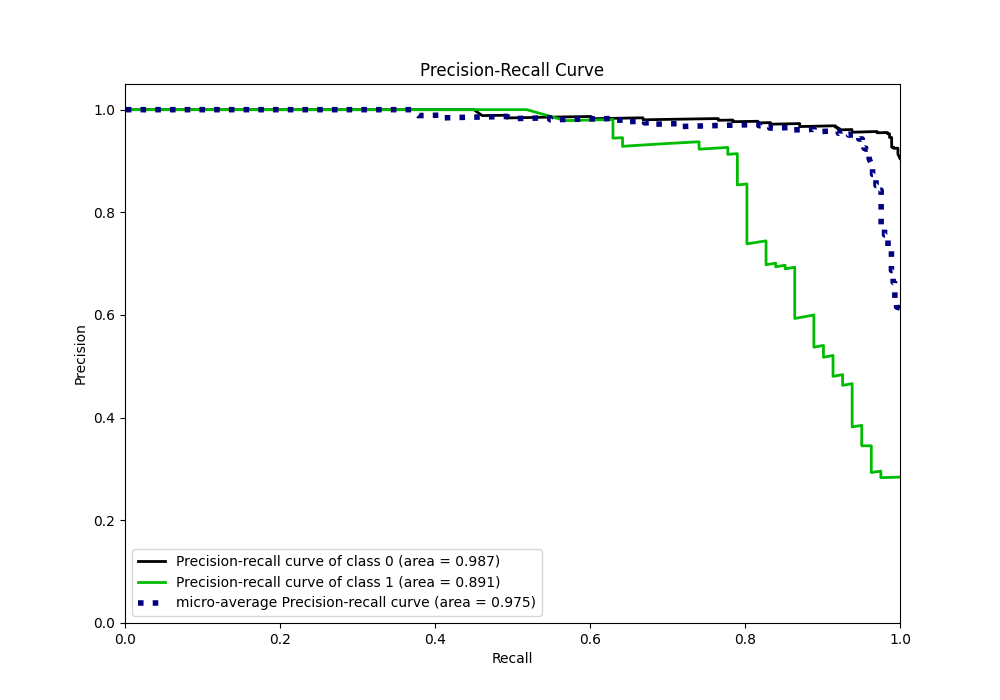 Precision-Recall Curve
1.0
0.8
0.6
0.4
0.2
0.0
Precision
Precision-recall curve of class 0 (area = 0.987)
Precision-recall curve of class 1 (area = 0.891)
micro-average Precision-recall curve (area = 0.975)
0.0 0.2 0.4 0.6 0.8 1.0
Recall